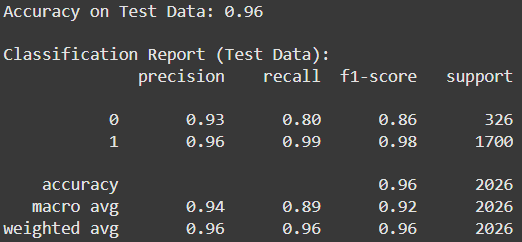 Accuracy on Test Data: 0.96
Classification Report (Test Data):
precision recall f1-score support
0 0.93 0.80 0.86 326
1 0.96 0.99 0.98 1700
accuracy 0.96 2026
macro avg 0.94 0.89 0.92 2026
weighted avg 0.96 0.96 0.96 2026